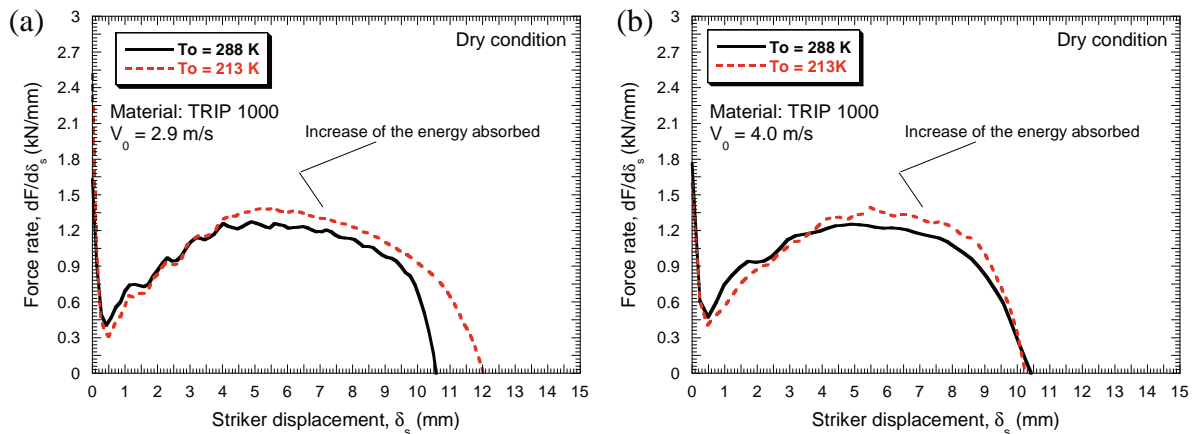 (a)
3
2.7
2.4
2.1
1.8
1.5
1.2
0.9
0.6
0.3
0
Force rate, dF/dδs (kN/mm)
To = 288 K
To = 213 K
Dry condition
Material: TRIP 1000
V0 = 2.9 m/s
Increase of the energy absorbed
0 1 2 3 4 5 6 7 8 9 10 11 12 13 14 15
Striker displacement, δs (mm)
(b)
3
2.7
2.4
2.1
1.8
1.5
1.2
0.9
0.6
0.3
0
Force rate, dF/dδs (kN/mm)
To = 288 K
To = 213K
Dry condition
Material: TRIP 1000
V0 = 4.0 m/s
Increase of the energy absorbed
0 1 2 3 4 5 6 7 8 9 10 11 12 13 14 15
Striker displacement, δs (mm)